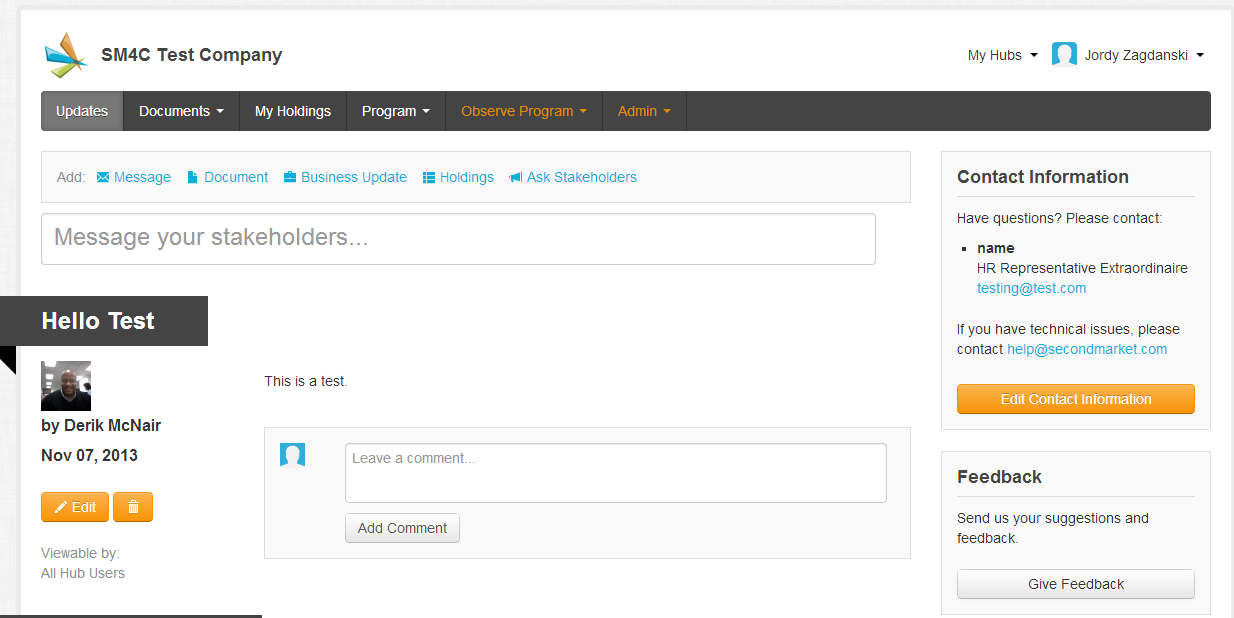 SM4C Test Company
My Hubs
Jordy Zagdanski
Updates Documents My Holdings Program Observe Program Admin
Add: Message Document Business Update Holdings Ask Stakeholders
Message your stakeholders...
Hello Test
by Derik McNair
Nov 07, 2013
Edit
Viewable by:
All Hub Users
This is a test.
Leave a comment...
Add Comment
Contact Information
Have questions? Please contact:
name
HR Representative Extraordinaire
testing@test.com
If you have technical issues, please
contact help@secondmarket.com
Edit Contact Information
Feedback
Send us your suggestions and
feedback.
Give Feedback